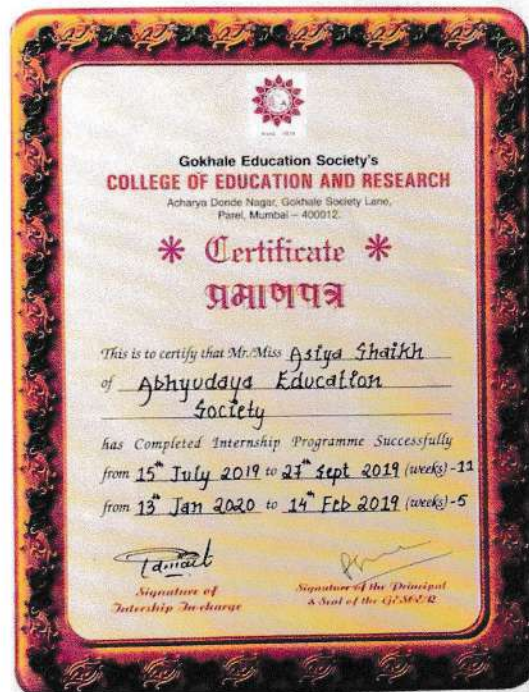 Gokhale Education Society's
COLLEGE OF EDUCATION AND RESEARCH
Acharya Donde Nagar, Gokhale Society Lane,
Parel, Mumbai – 400012.
* Certificate *
प्रमाणपत्र
This is to certify that Mr./Miss Asiya Shaikh
of Abhyudaya Education
Society
has Completed Internship Programme Successfully
from 15th July 2019 to 27th Sept 2019 (weeks)-11
from 13th Jan 2020 to 14th Feb 2019 (weeks)-5
Signature of
Intership In-charge
Signature of the Principal
& Seal of the